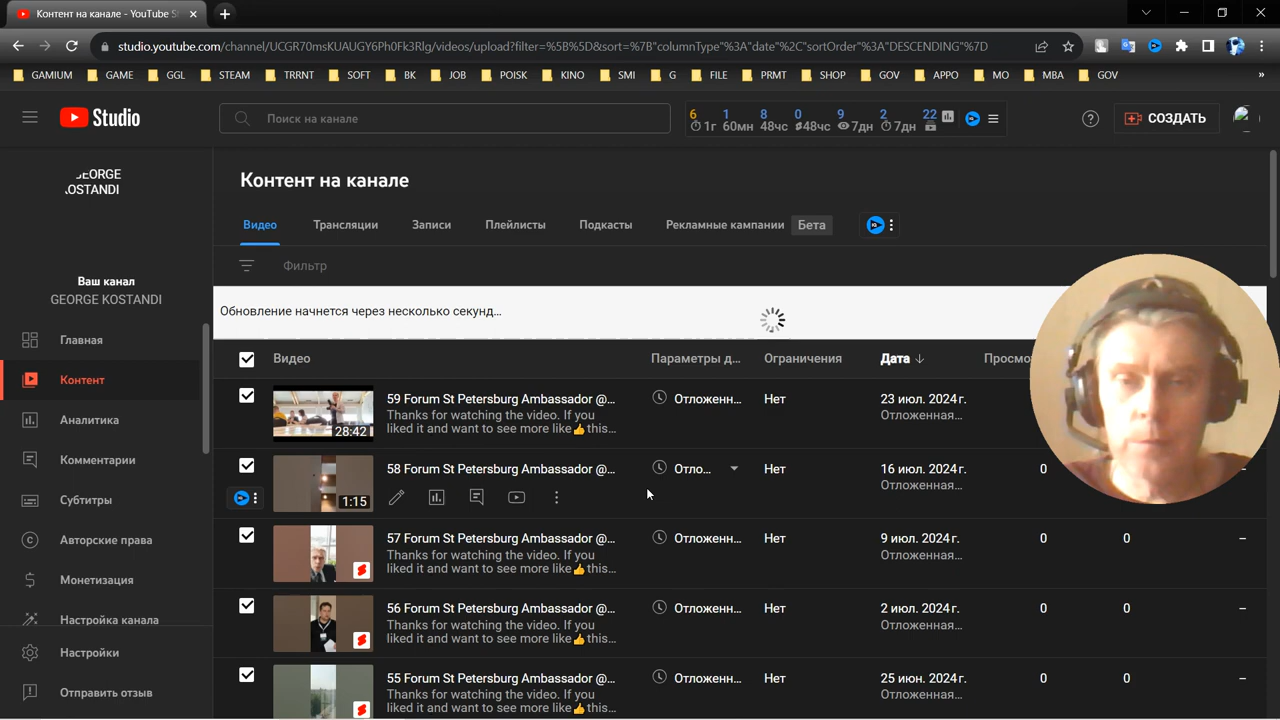 Контент на канале - YouTube S
studio.youtube.com/channel/UCGR70msKUAUGY6Ph0Fk3Rlg/videos/upload?filter=%5B%5D&sort=%7B"columnType"%3A"date"%2C"sortOrder"%3A"DESCENDING"%7D
GAMIUM GAME GGL STEAM TRRNT SOFT BK JOB POISK KINO SMI G FILE PRMT SHOP GOV APPO MO MBA GOV »
Studio
Поиск на канале
6 1 8 0 9 2 22
1г 60мн 48чс 48чс 7дн 7дн
СОЗДАТЬ
GEORGE
KOSTANDI
Ваш канал
GEORGE KOSTANDI
Главная
Контент
Аналитика
Комментарии
Субтитры
Авторские права
Монетизация
Настройка канала
Настройки
Отправить отзыв
Контент на канале
Видео Трансляции Записи Плейлисты Подкасты Рекламные кампании Бета
Фильтр
Обновление начнется через несколько секунд...
Видео Параметры д... Ограничения Дата ↓ Просмо
59 Forum St Petersburg Ambassador @... Отложенн... Нет 23 июл. 2024 г.
Thanks for watching the video. If you Отложенная...
liked it and want to see more like👍this...
28:42
58 Forum St Petersburg Ambassador @... Отло... Нет 16 июл. 2024 г. 0 –
Отложенная...
1:15
57 Forum St Petersburg Ambassador @... Отложенн... Нет 9 июл. 2024 г. 0 0 –
Thanks for watching the video. If you Отложенная...
liked it and want to see more like👍this...
56 Forum St Petersburg Ambassador @... Отложенн... Нет 2 июл. 2024 г. 0 0 –
Thanks for watching the video. If you Отложенная...
liked it and want to see more like👍this...
55 Forum St Petersburg Ambassador @... Отложенн... Нет 25 июн. 2024 г. 0 0 –
Thanks for watching the video. If you Отложенная...
liked it and want to see more like👍this...